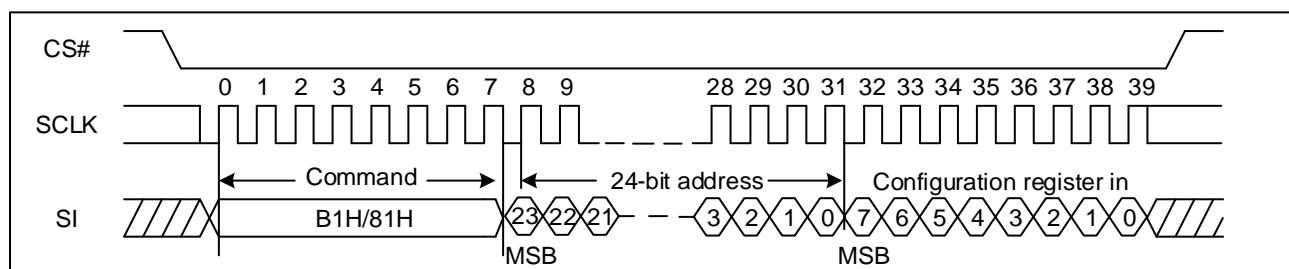 CS#
0 1 2 3 4 5 6 7 8 9 28 29 30 31 32 33 34 35 36 37 38 39
SCLK
Command 24-bit address Configuration register in
SI B1H/81H 23 22 21 3 2 1 0 7 6 5 4 3 2 1 0
MSB MSB